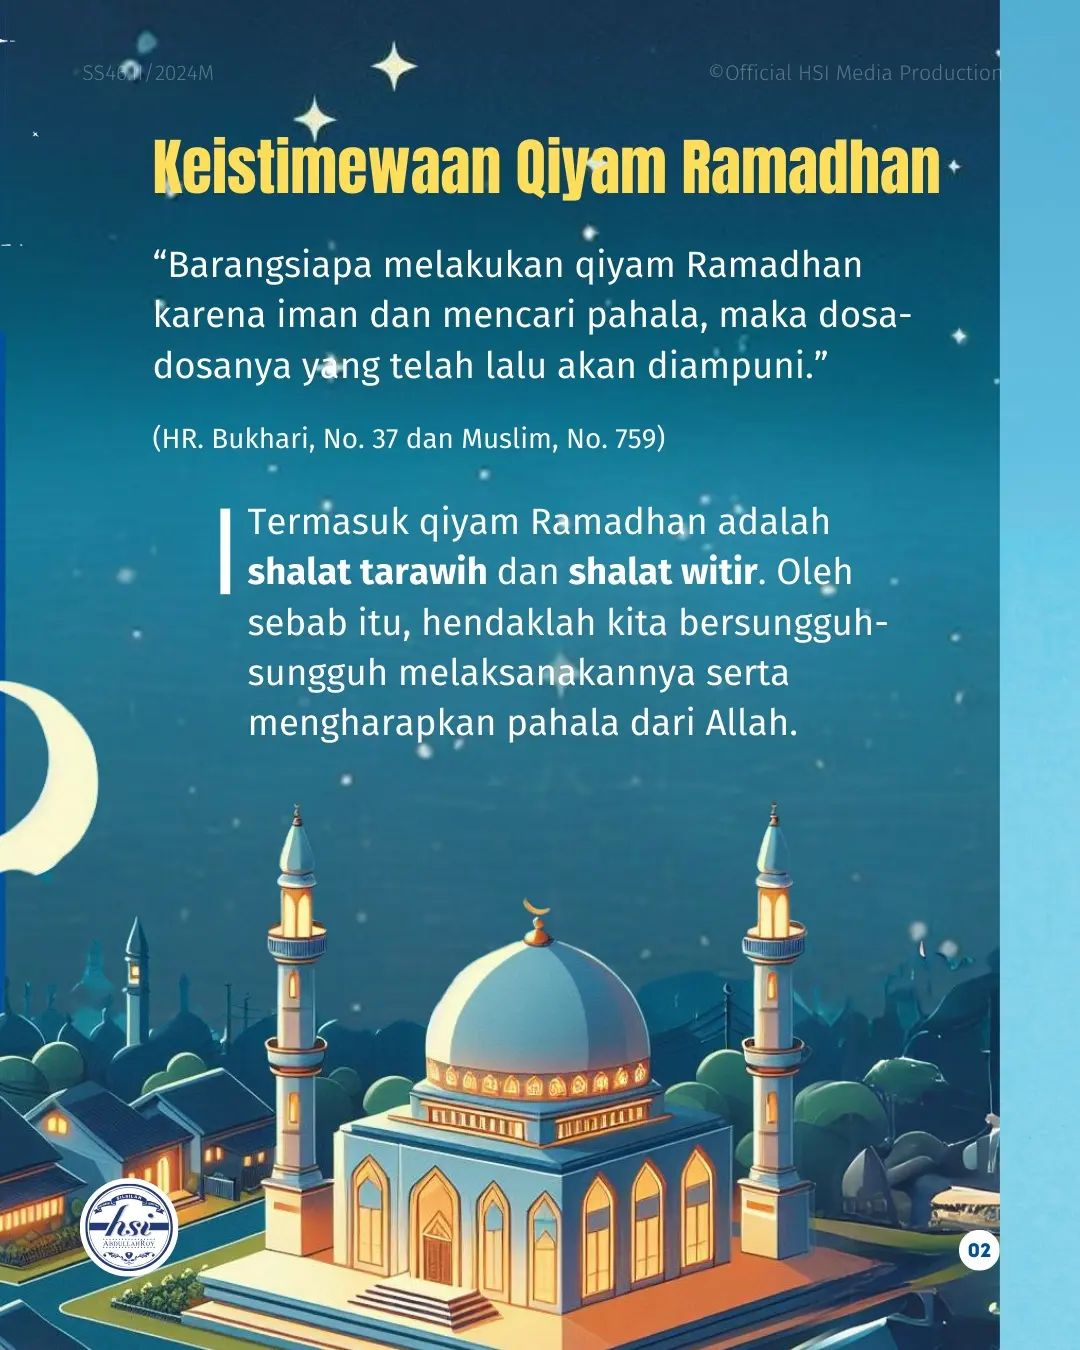 ©Official HSI Media Production
Keistimewaan Qiyam Ramadhan
“Barangsiapa melakukan qiyam Ramadhan
karena iman dan mencari pahala, maka dosa-
dosanya yang telah lalu akan diampuni.”
(HR. Bukhari, No. 37 dan Muslim, No. 759)
Termasuk qiyam Ramadhan adalah
shalat tarawih dan shalat witir. Oleh
sebab itu, hendaklah kita bersungguh-
sungguh melaksanakannya serta
mengharapkan pahala dari Allah.
hsi
AbdullahRoy
02